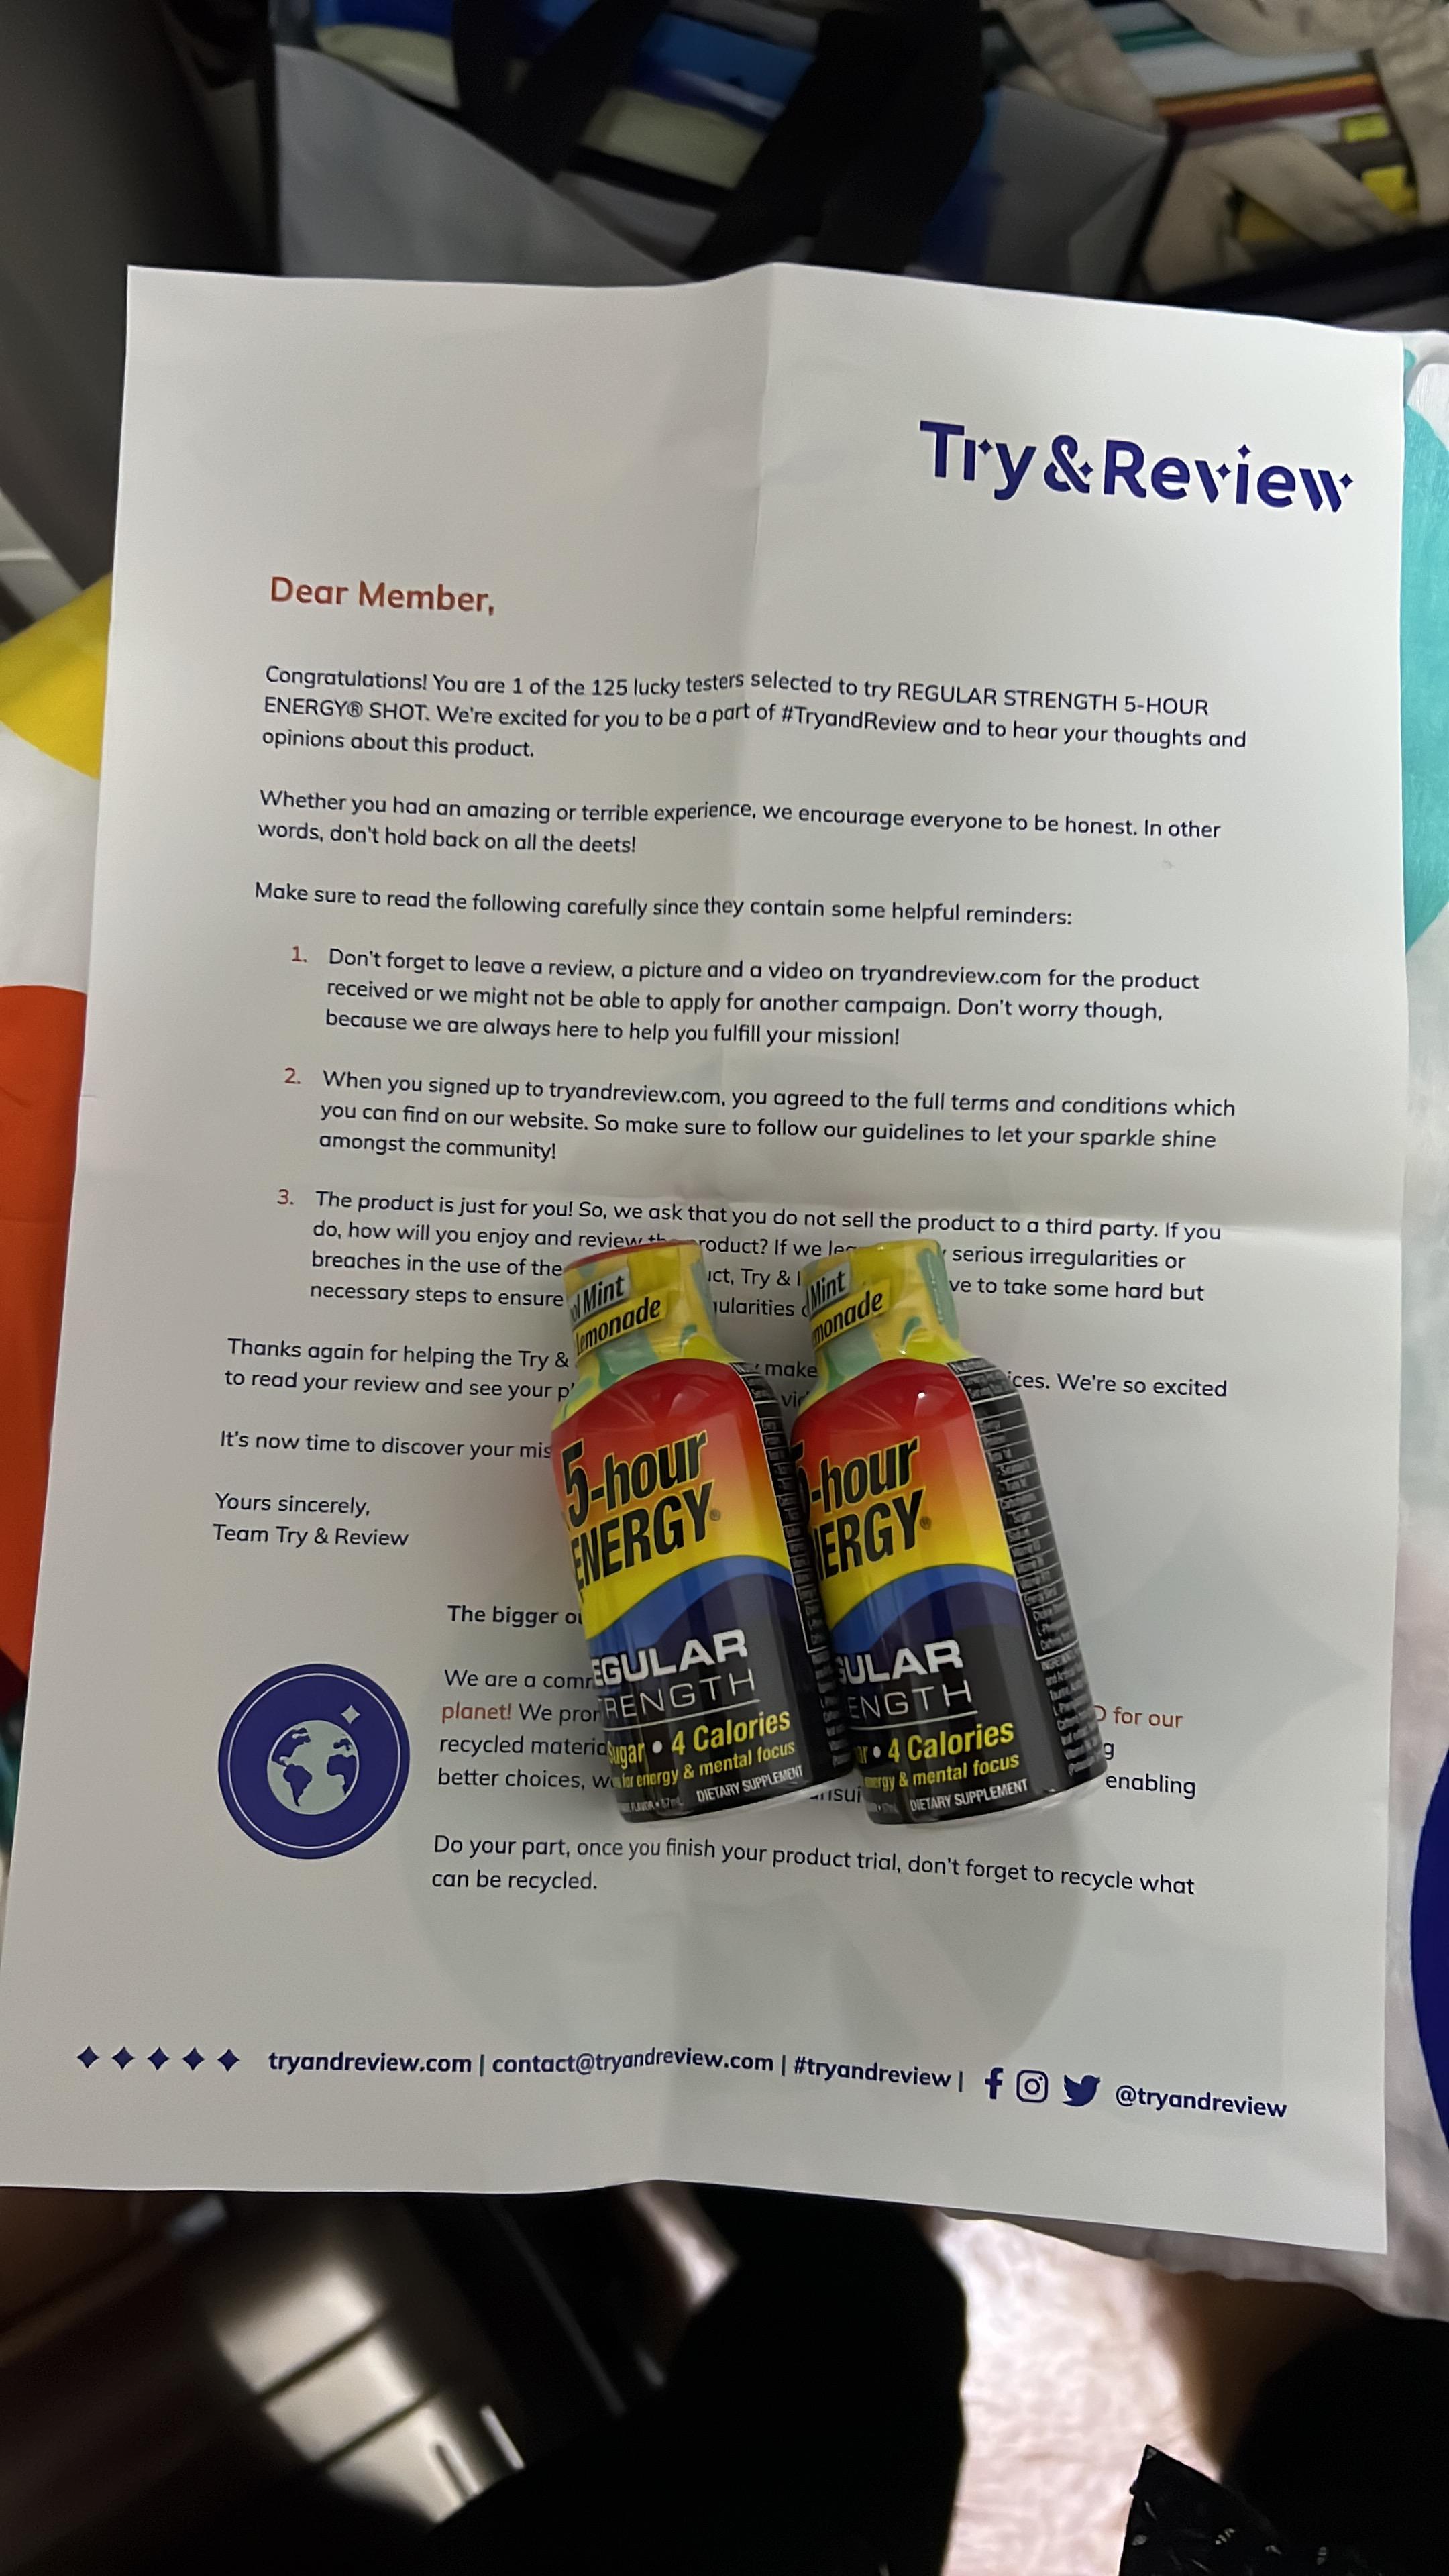 Try&Review
Dear Member,
Congratulations! You are 1 of the 125 lucky testers selected to try REGULAR STRENGTH 5-HOUR
ENERGY® SHOT. We're excited for you to be a part of #TryandReview and to hear your thoughts and
opinions about this product.
Whether you had an amazing or terrible experience, we encourage everyone to be honest. In other
words, don't hold back on all the deets!
Make sure to read the following carefully since they contain some helpful reminders:
1. Don't forget to leave a review, a picture and a video on tryandreview.com for the product
received or we might not be able to apply for another campaign. Don't worry though,
because we are always here to help you fulfill your mission!
2. When you signed up to tryandreview.com, you agreed to the full terms and conditions which
you can find on our website. So make sure to follow our guidelines to let your sparkle shine
amongst the community!
3. The product is just for you! So, we ask that you do not sell the product to a third party. If you
do, how will you enjoy and review the product? If we serious irregularities or
breaches in the use of the Try & ve to take some hard but
necessary steps to ensure
Thanks again for helping the Try & make ices. We're so excited
to read your review and see your
It's now time to discover your mis
Yours sincerely,
Team Try & Review
The bigger
We are a com
planet! We for our
recycled
better choices, enabling
Do your part, once you finish your product trial, don't forget to recycle what
can be recycled.
tryandreview.com | contact@tryandreview.com | #tryandreview | @tryandreview
Mint
Lemonade
5-hour
ENERGY®
EGULAR
RENGTH
Sugar • 4 Calories
for energy & mental focus
DIETARY SUPPLEMENT
Mint
monade
-hour
ERGY®
ULAR
ENGTH
• 4 Calories
energy & mental focus
DIETARY SUPPLEMENT